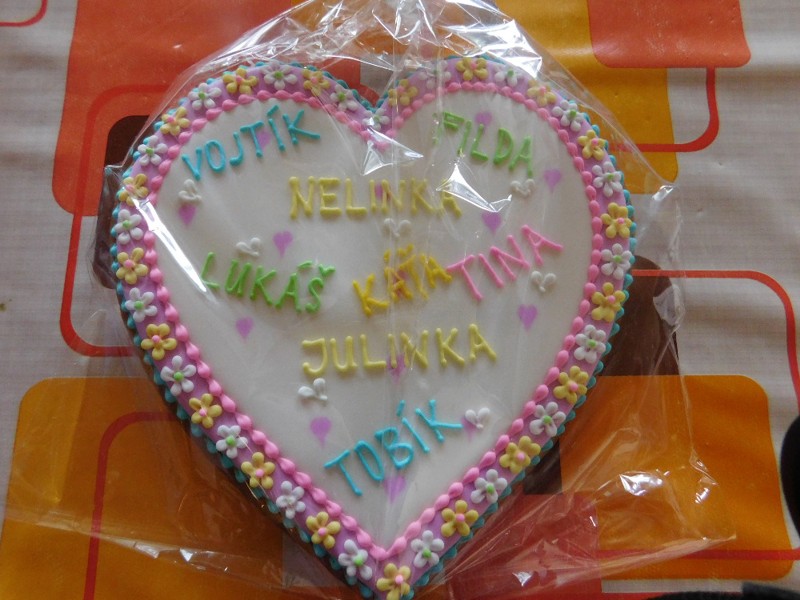 VOJTÍK FILDA
NELINKA
LUKÁŠ KÁŤA TINA
JULINKA
TOBÍK